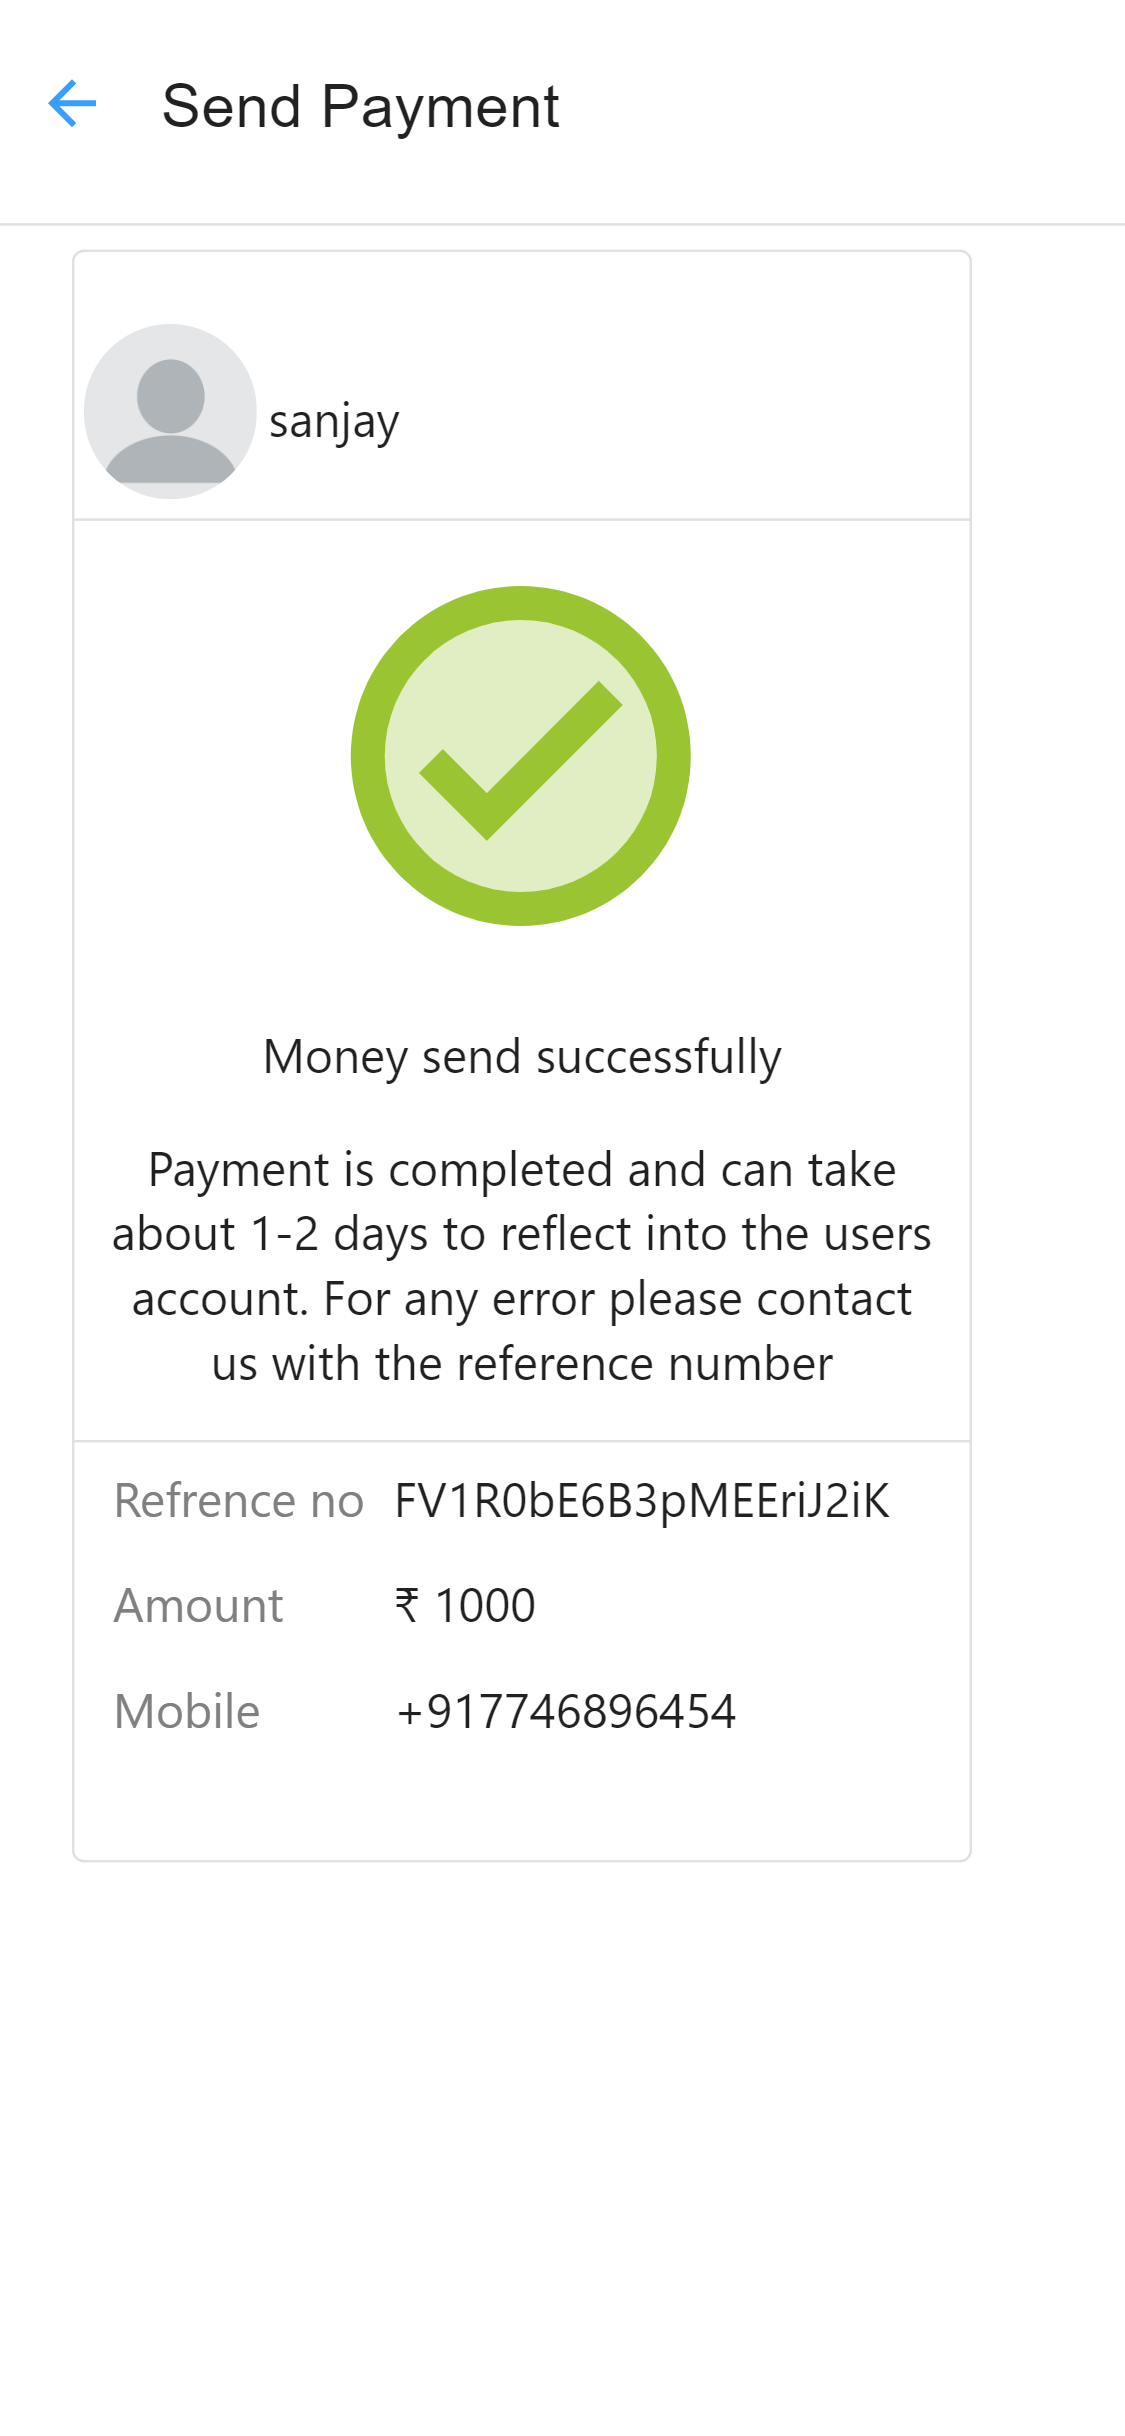 Send Payment
sanjay
Money send successfully
Payment is completed and can take
about 1-2 days to reflect into the users
account. For any error please contact
us with the reference number
Refrence no FV1R0bE6B3pMEEriJ2iK
Amount ₹ 1000
Mobile +917746896454